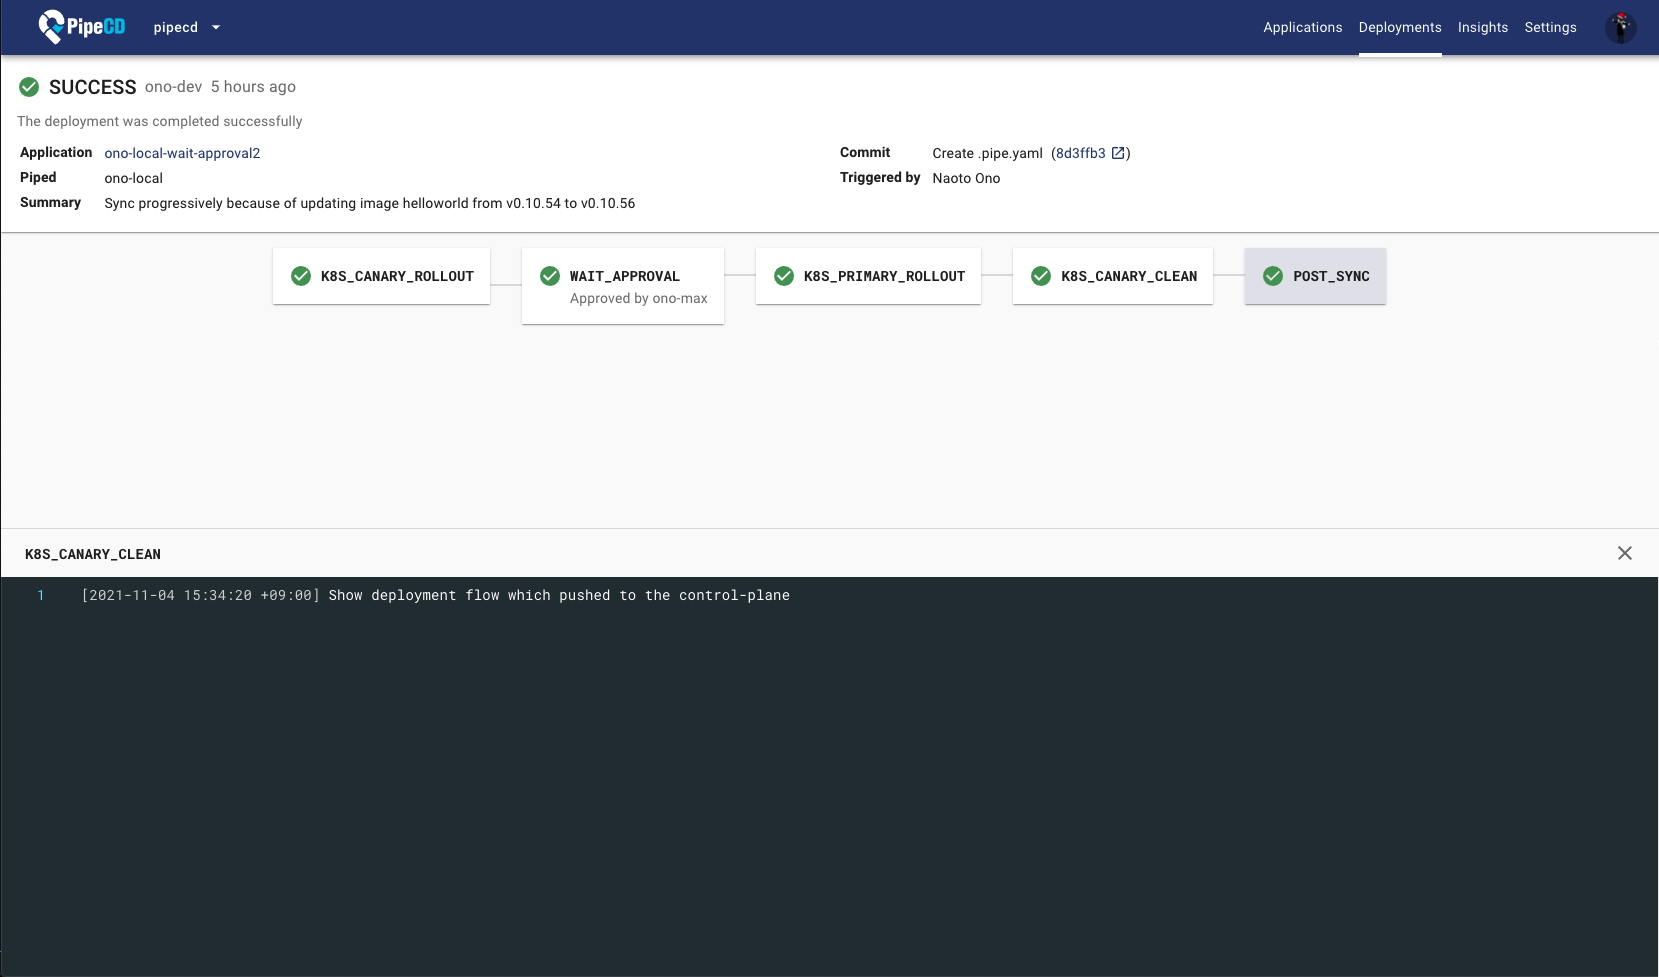 PipeCD pipecd Applications Deployments Insights Settings
SUCCESS ono-dev 5 hours ago
The deployment was completed successfully
Application ono-local-wait-approval2
Piped ono-local
Summary Sync progressively because of updating image helloworld from v0.10.54 to v0.10.56
Commit Create .pipe.yaml (8d3ffb3)
Triggered by Naoto Ono
K8S_CANARY_ROLLOUT
WAIT_APPROVAL
Approved by ono-max
K8S_PRIMARY_ROLLOUT
K8S_CANARY_CLEAN
POST_SYNC
K8S_CANARY_CLEAN
1 [2021-11-04 15:34:20 +09:00] Show deployment flow which pushed to the control-plane